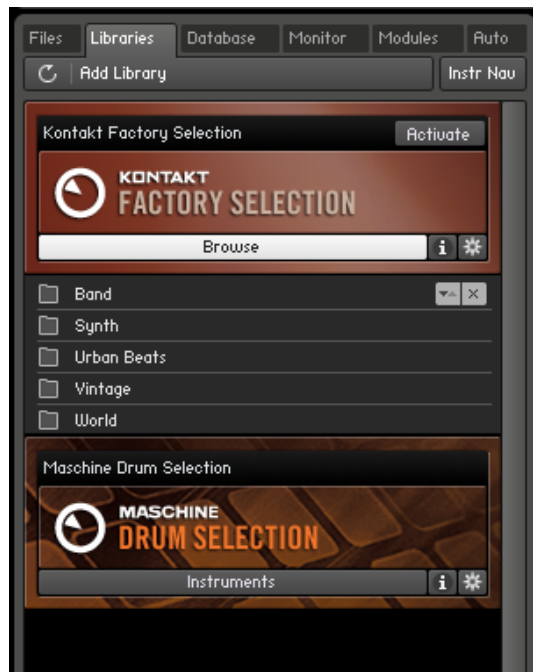 Files Libraries Database Monitor Modules Auto
Add Library Instr Nav
Kontakt Factory Selection Activate
KONTAKT
FACTORY SELECTION
Browse i
Band
Synth
Urban Beats
Vintage
World
Maschine Drum Selection
MASCHINE
DRUM SELECTION
Instruments i